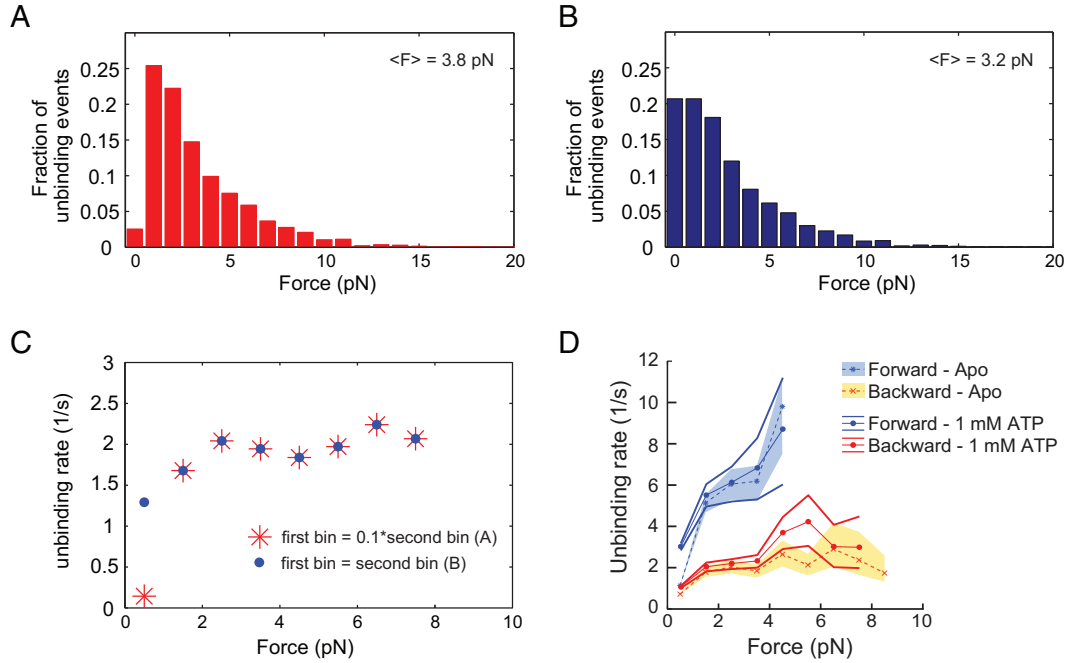 A
<F> = 3.8 pN
Fraction of
unbinding events
0.25
0.2
0.15
0.1
0.05
0
0 5 10 15 20
Force (pN)
B
<F> = 3.2 pN
Fraction of
unbinding events
0.25
0.2
0.15
0.1
0.05
0
0 5 10 15 20
Force (pN)
C
unbinding rate (1/s)
3
2.5
2
1.5
1
0.5
0
first bin = 0.1*second bin (A)
first bin = second bin (B)
0 2 4 6 8 10
Force (pN)
D
Unbinding rate (1/s)
12
10
8
6
4
2
0
Forward - Apo
Backward - Apo
Forward - 1 mM ATP
Backward - 1 mM ATP
0 2 4 6 8 10
Force (pN)